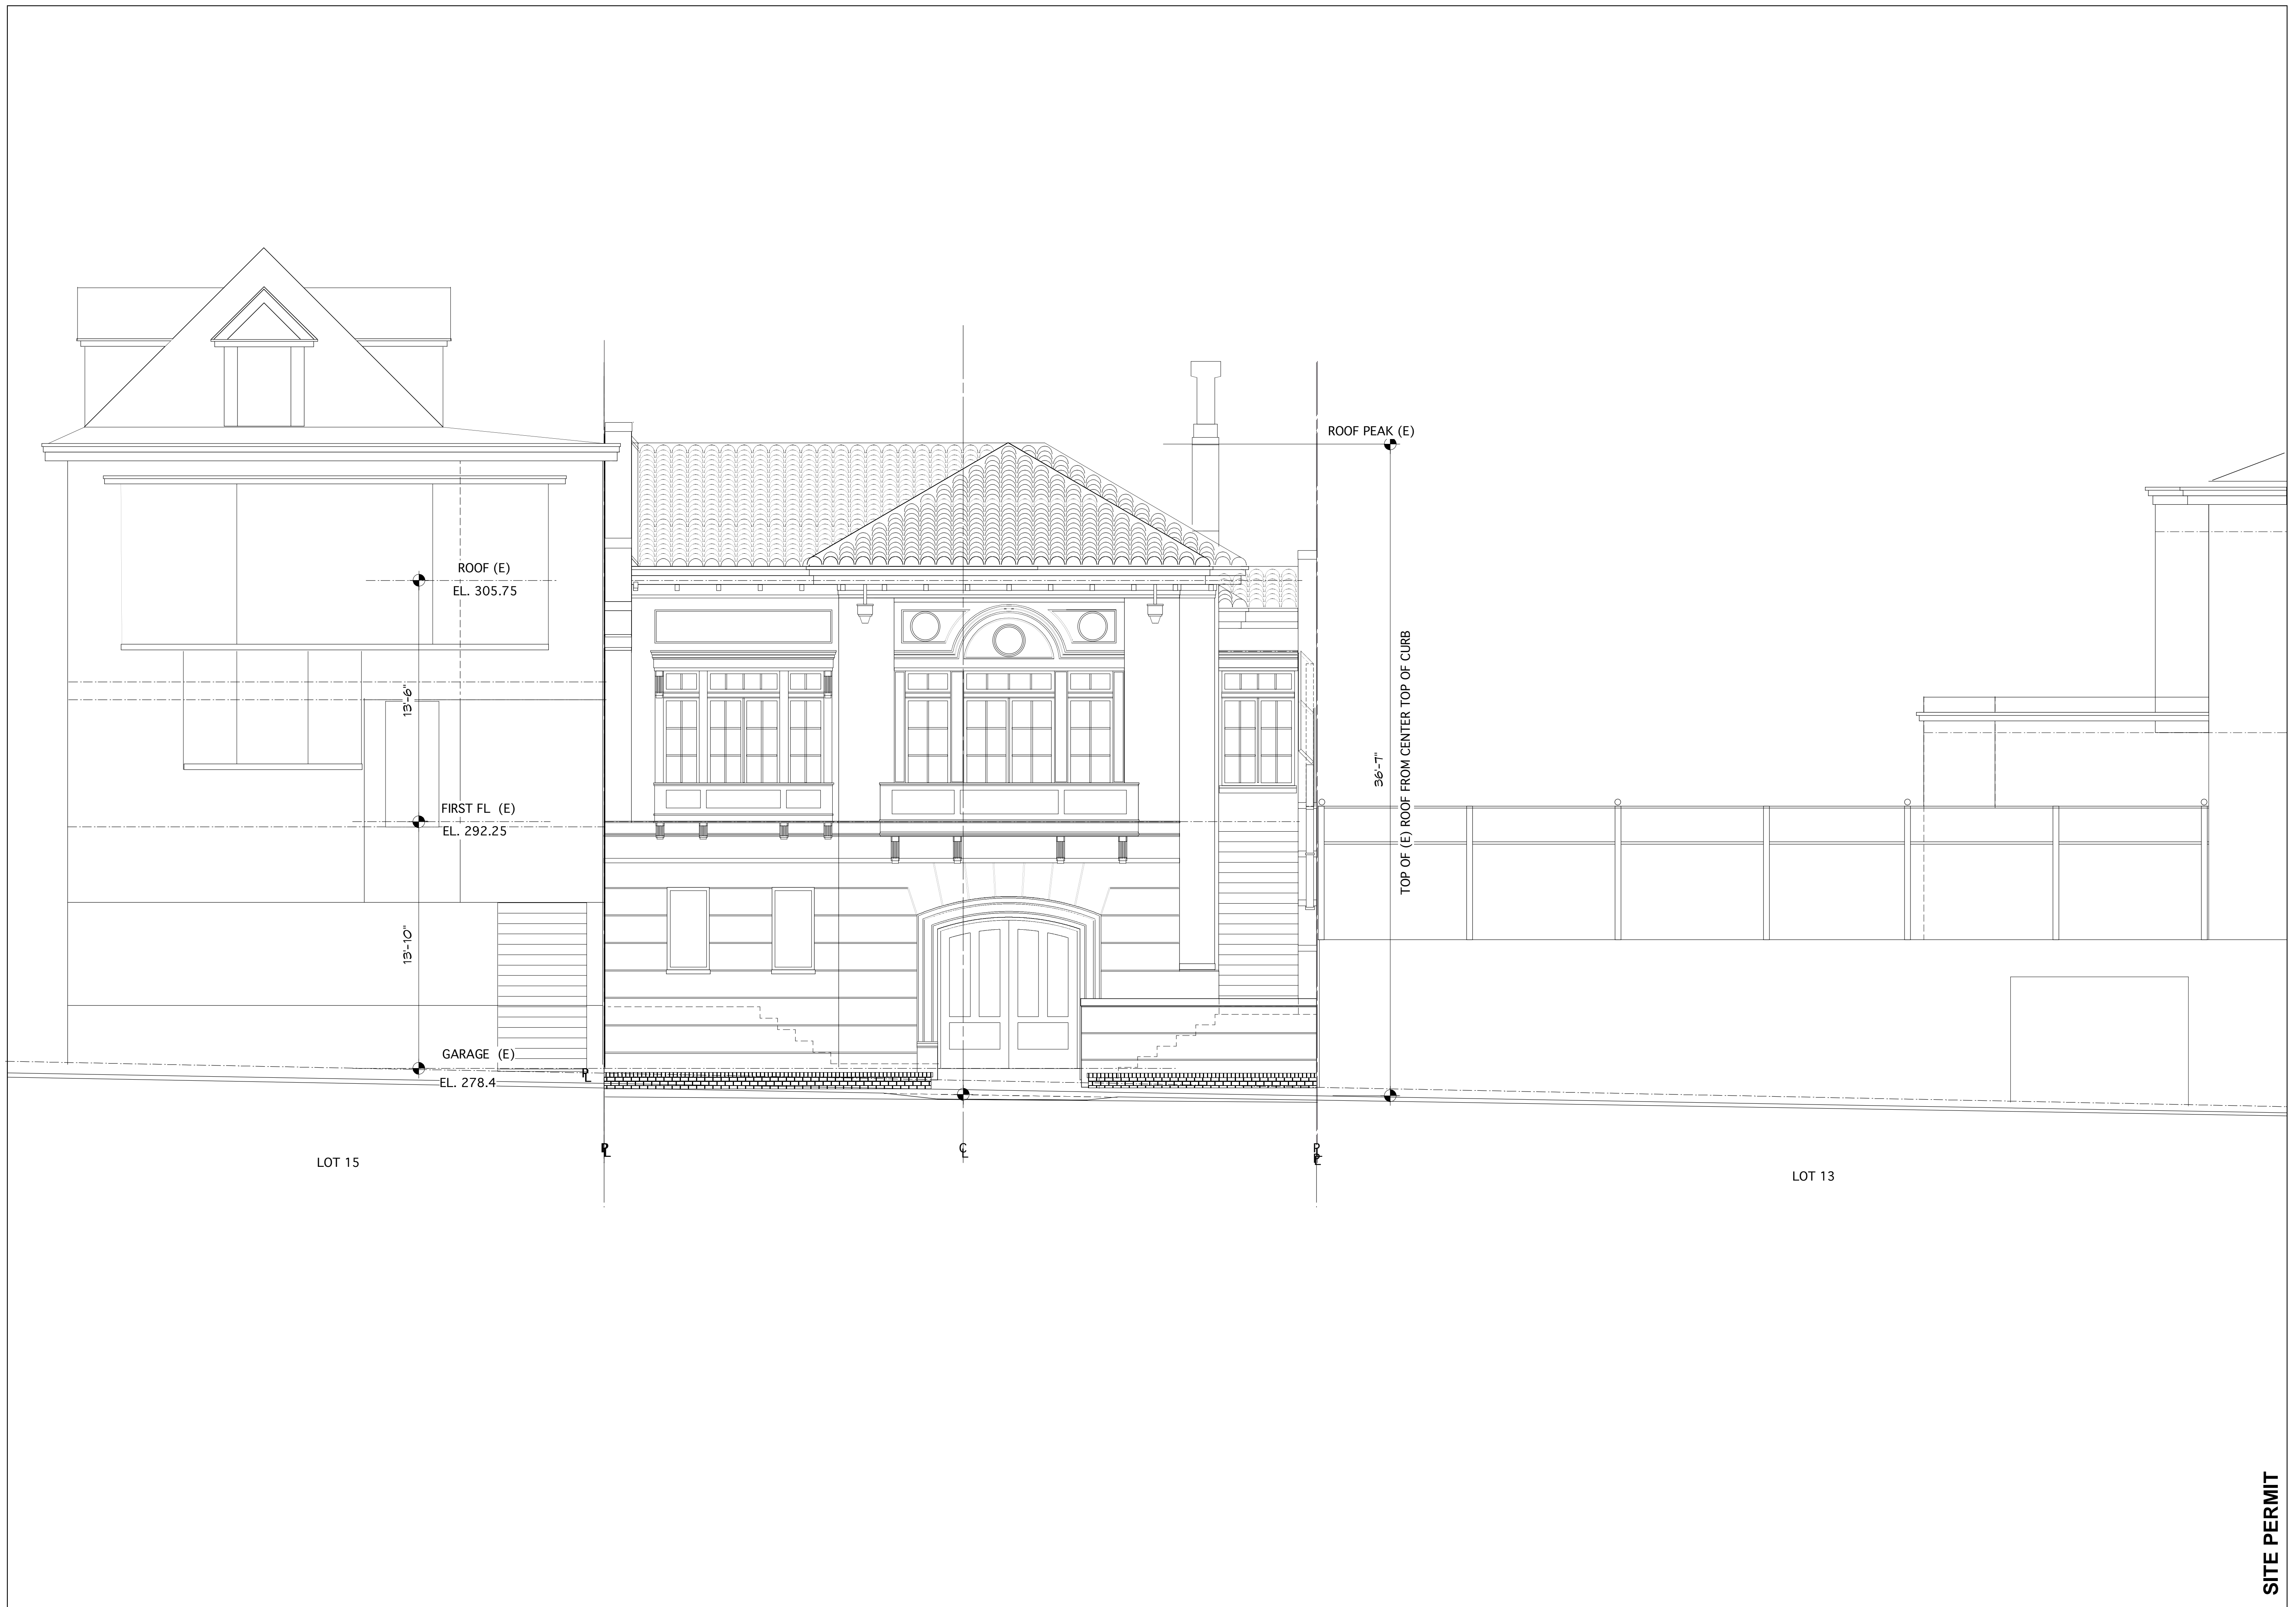 ROOF PEAK (E)
ROOF (E)
EL. 305.75
13'-6"
TOP OF (E) ROOF FROM CENTER TOP OF CURB
36'-7"
FIRST FL (E)
EL. 292.25
13'-10"
GARAGE (E)
EL. 278.4
PL
PL
CL
PL
PL
LOT 15
LOT 13
SITE PERMIT